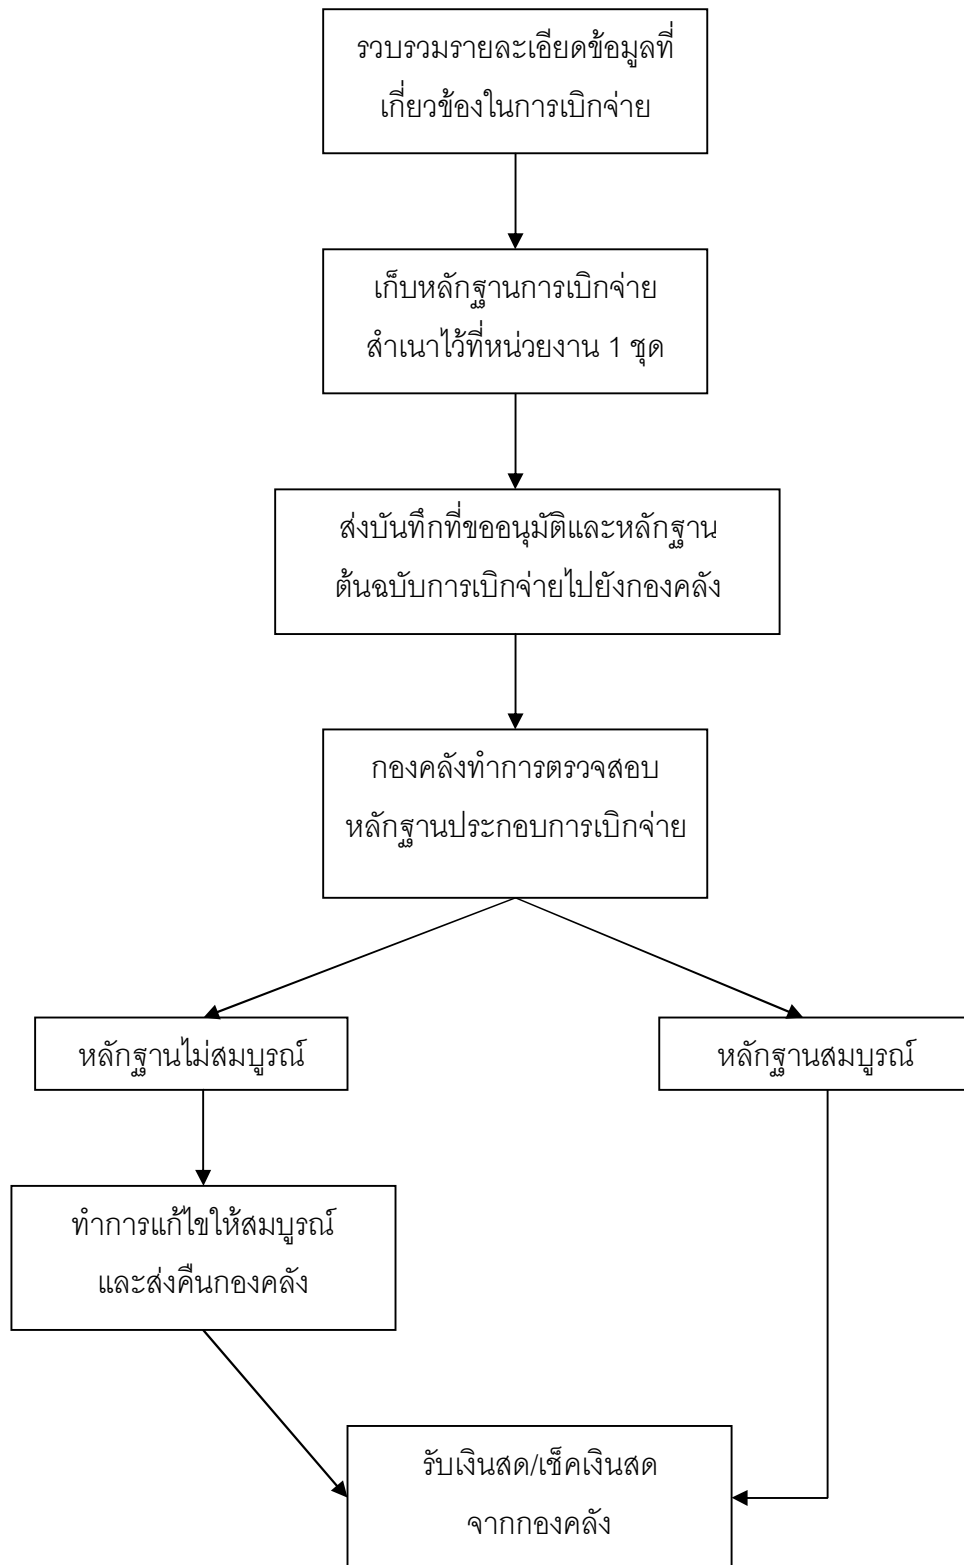 รวบรวมรายละเอียดข้อมูลที่
เกี่ยวข้องในการเบิกจ่าย
เก็บหลักฐานการเบิกจ่าย
สำเนาไว้ที่หน่วยงาน 1 ชุด
ส่งบันทึกที่ขออนุมัติและหลักฐาน
ต้นฉบับการเบิกจ่ายไปยังกองคลัง
กองคลังทำการตรวจสอบ
หลักฐานประกอบการเบิกจ่าย
หลักฐานไม่สมบูรณ์
หลักฐานสมบูรณ์
ทำการแก้ไขให้สมบูรณ์
และส่งคืนกองคลัง
รับเงินสด/เช็คเงินสด
จากกองคลัง